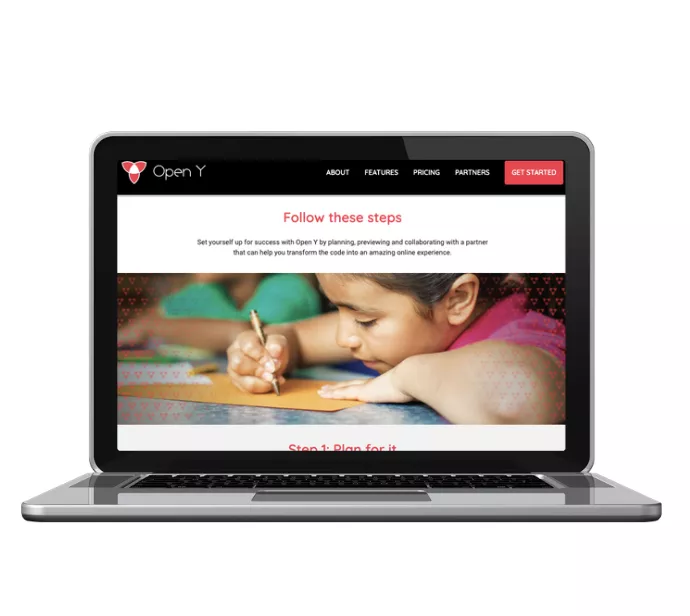 Open Y
ABOUT FEATURES PRICING PARTNERS GET STARTED
Follow these steps
Set yourself up for success with Open Y by planning, previewing and collaborating with a partner
that can help you transform the code into an amazing online experience.
Step 1: Plan for it